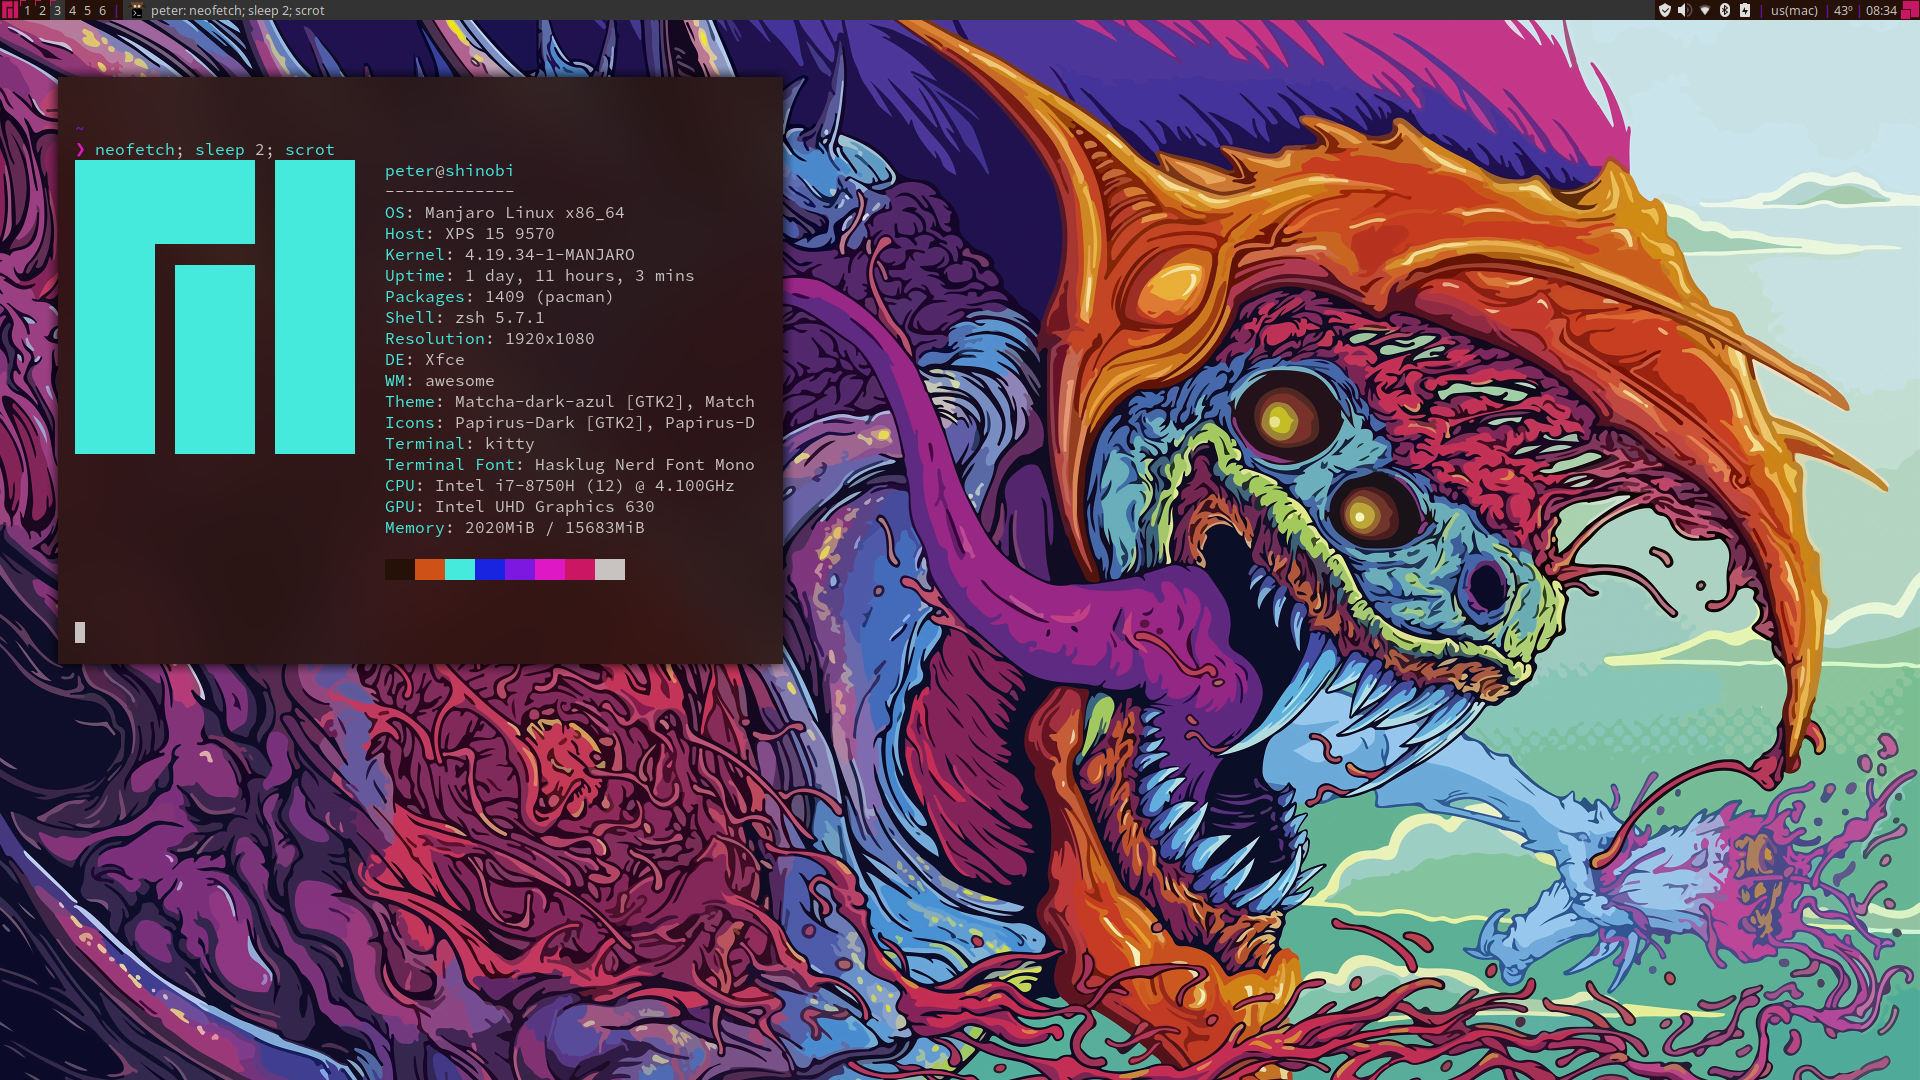 1 2 3 4 5 6 | peter: neofetch; sleep 2; scrot
us(mac) | 43° | 08:34
~
❯ neofetch; sleep 2; scrot
peter@shinobi
-------------
OS: Manjaro Linux x86_64
Host: XPS 15 9570
Kernel: 4.19.34-1-MANJARO
Uptime: 1 day, 11 hours, 3 mins
Packages: 1409 (pacman)
Shell: zsh 5.7.1
Resolution: 1920x1080
DE: Xfce
WM: awesome
Theme: Matcha-dark-azul [GTK2], Match
Icons: Papirus-Dark [GTK2], Papirus-D
Terminal: kitty
Terminal Font: Hasklug Nerd Font Mono
CPU: Intel i7-8750H (12) @ 4.100GHz
GPU: Intel UHD Graphics 630
Memory: 2020MiB / 15683MiB